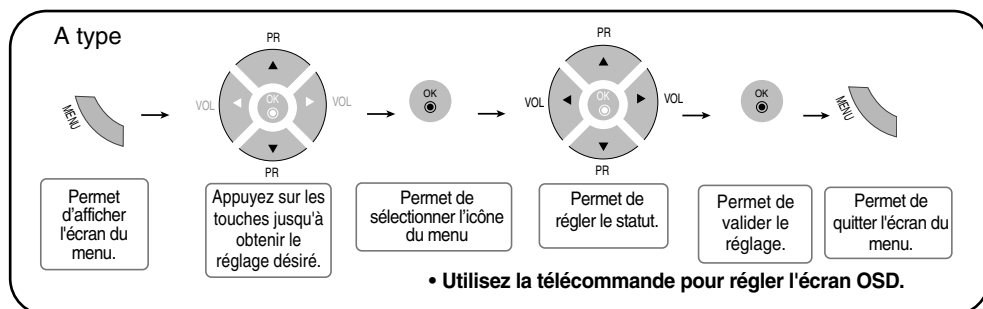 A type
MENU
PR
VOL
OK
VOL
PR
OK
PR
VOL
OK
VOL
PR
OK
MENU
Permet
d'afficher
l'écran du
menu.
Appuyez sur les
touches jusqu'à
obtenir le
réglage désiré.
Permet de
sélectionner l'icône
du menu
Permet de
régler le statut.
Permet de
valider le
réglage.
Permet de
quitter l'écran du
menu.
• Utilisez la télécommande pour régler l'écran OSD.